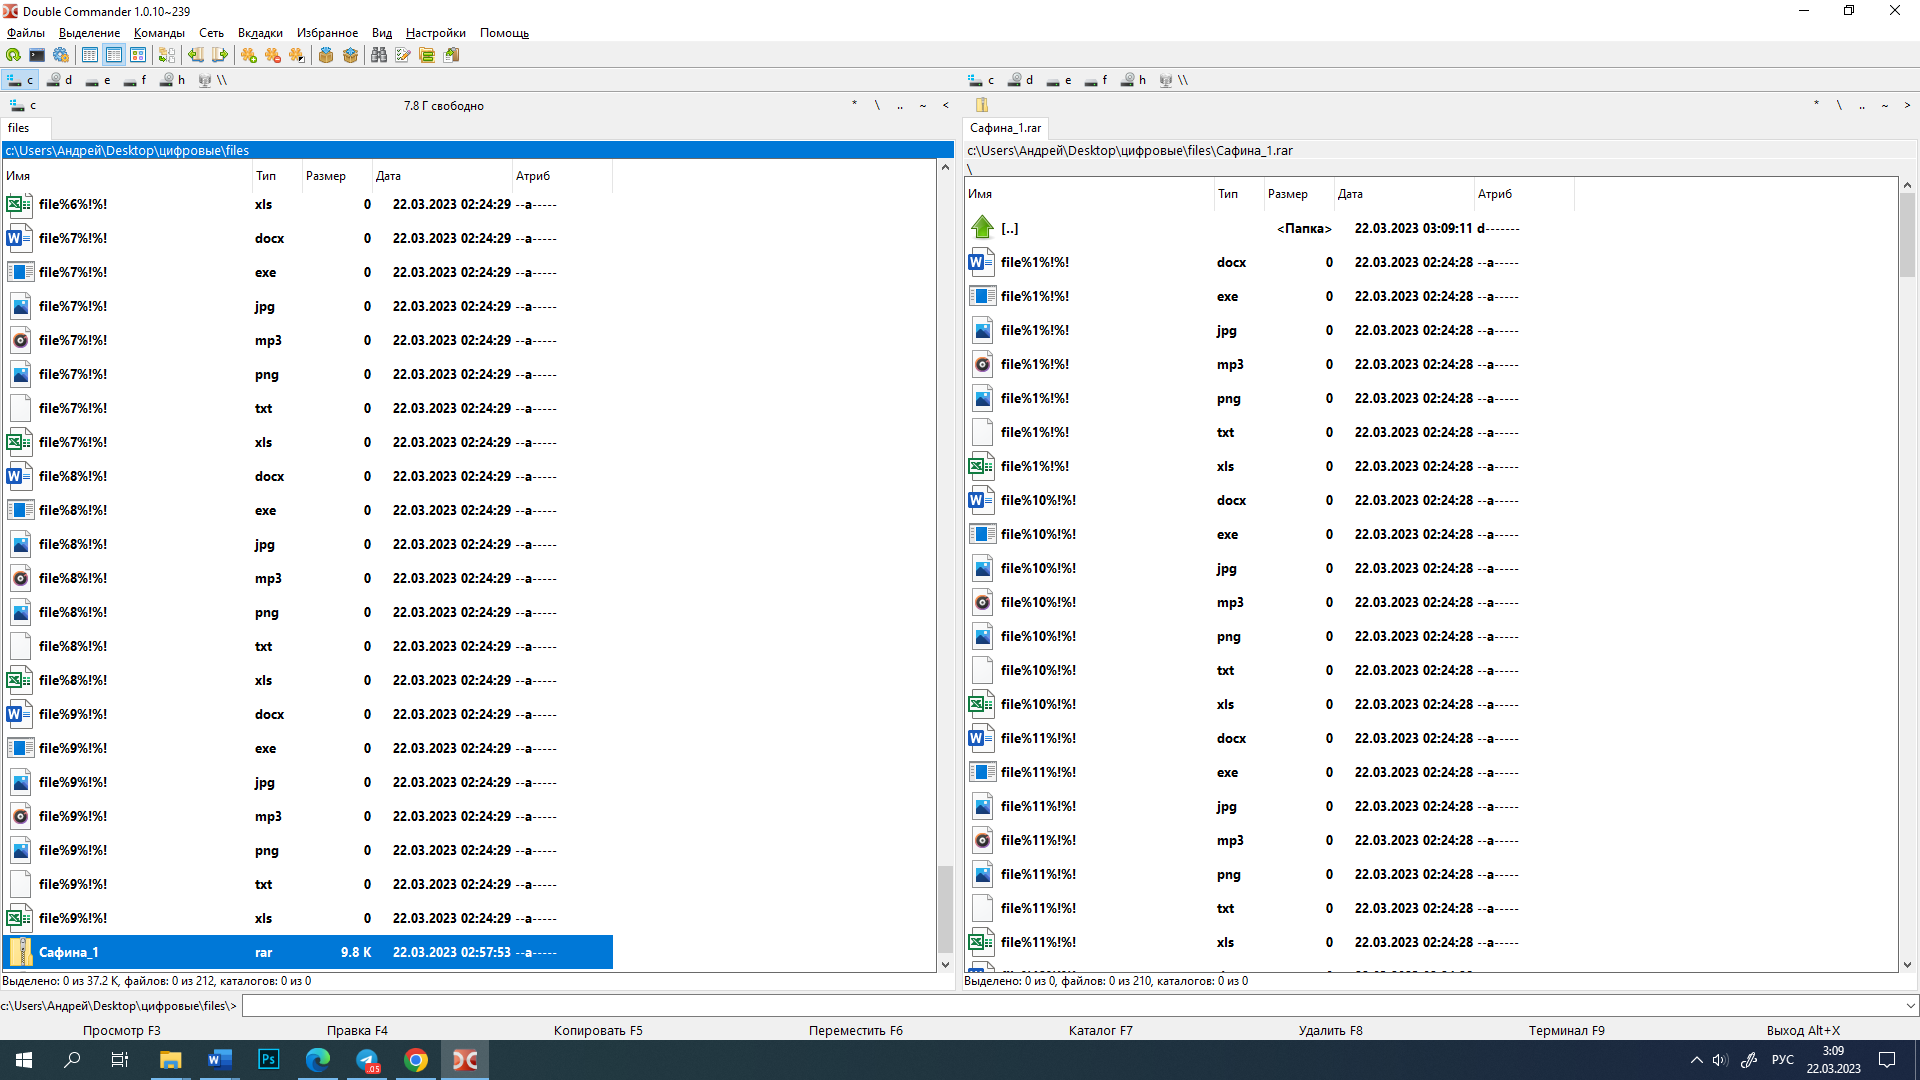 Double Commander 1.0.10~239
Файлы Выделение Команды Сеть Вкладки Избранное Вид Настройки Помощь
c d e f h \\
c d e f h \\
c 7.8 Г свободно * \ .. ~ <
* \ .. ~ >
files
Сафина_1.rar
c:\Users\Андрей\Desktop\цифровые\files
c:\Users\Андрей\Desktop\цифровые\files\Сафина_1.rar
\
Имя Тип Размер Дата Атриб
file%6%!%! xls 0 22.03.2023 02:24:29 --a-----
file%7%!%! docx 0 22.03.2023 02:24:29 --a-----
file%7%!%! exe 0 22.03.2023 02:24:29 --a-----
file%7%!%! jpg 0 22.03.2023 02:24:29 --a-----
file%7%!%! mp3 0 22.03.2023 02:24:29 --a-----
file%7%!%! png 0 22.03.2023 02:24:29 --a-----
file%7%!%! txt 0 22.03.2023 02:24:29 --a-----
file%7%!%! xls 0 22.03.2023 02:24:29 --a-----
file%8%!%! docx 0 22.03.2023 02:24:29 --a-----
file%8%!%! exe 0 22.03.2023 02:24:29 --a-----
file%8%!%! jpg 0 22.03.2023 02:24:29 --a-----
file%8%!%! mp3 0 22.03.2023 02:24:29 --a-----
file%8%!%! png 0 22.03.2023 02:24:29 --a-----
file%8%!%! txt 0 22.03.2023 02:24:29 --a-----
file%8%!%! xls 0 22.03.2023 02:24:29 --a-----
file%9%!%! docx 0 22.03.2023 02:24:29 --a-----
file%9%!%! exe 0 22.03.2023 02:24:29 --a-----
file%9%!%! jpg 0 22.03.2023 02:24:29 --a-----
file%9%!%! mp3 0 22.03.2023 02:24:29 --a-----
file%9%!%! png 0 22.03.2023 02:24:29 --a-----
file%9%!%! txt 0 22.03.2023 02:24:29 --a-----
file%9%!%! xls 0 22.03.2023 02:24:29 --a-----
Сафина_1 rar 9.8 K 22.03.2023 02:57:53 --a-----
Выделено: 0 из 37.2 K, файлов: 0 из 212, каталогов: 0 из 0
Имя Тип Размер Дата Атриб
[..] <Папка> 22.03.2023 03:09:11 d-------
file%1%!%! docx 0 22.03.2023 02:24:28 --a-----
file%1%!%! exe 0 22.03.2023 02:24:28 --a-----
file%1%!%! jpg 0 22.03.2023 02:24:28 --a-----
file%1%!%! mp3 0 22.03.2023 02:24:28 --a-----
file%1%!%! png 0 22.03.2023 02:24:28 --a-----
file%1%!%! txt 0 22.03.2023 02:24:28 --a-----
file%1%!%! xls 0 22.03.2023 02:24:28 --a-----
file%10%!%! docx 0 22.03.2023 02:24:28 --a-----
file%10%!%! exe 0 22.03.2023 02:24:28 --a-----
file%10%!%! jpg 0 22.03.2023 02:24:28 --a-----
file%10%!%! mp3 0 22.03.2023 02:24:28 --a-----
file%10%!%! png 0 22.03.2023 02:24:28 --a-----
file%10%!%! txt 0 22.03.2023 02:24:28 --a-----
file%10%!%! xls 0 22.03.2023 02:24:28 --a-----
file%11%!%! docx 0 22.03.2023 02:24:28 --a-----
file%11%!%! exe 0 22.03.2023 02:24:28 --a-----
file%11%!%! jpg 0 22.03.2023 02:24:28 --a-----
file%11%!%! mp3 0 22.03.2023 02:24:28 --a-----
file%11%!%! png 0 22.03.2023 02:24:28 --a-----
file%11%!%! txt 0 22.03.2023 02:24:28 --a-----
file%11%!%! xls 0 22.03.2023 02:24:28 --a-----
Выделено: 0 из 0, файлов: 0 из 210, каталогов: 0 из 0
c:\Users\Андрей\Desktop\цифровые\files\>
Просмотр F3 Правка F4 Копировать F5 Переместить F6 Каталог F7 Удалить F8 Терминал F9 Выход Alt+X
РУС 3:09
22.03.2023